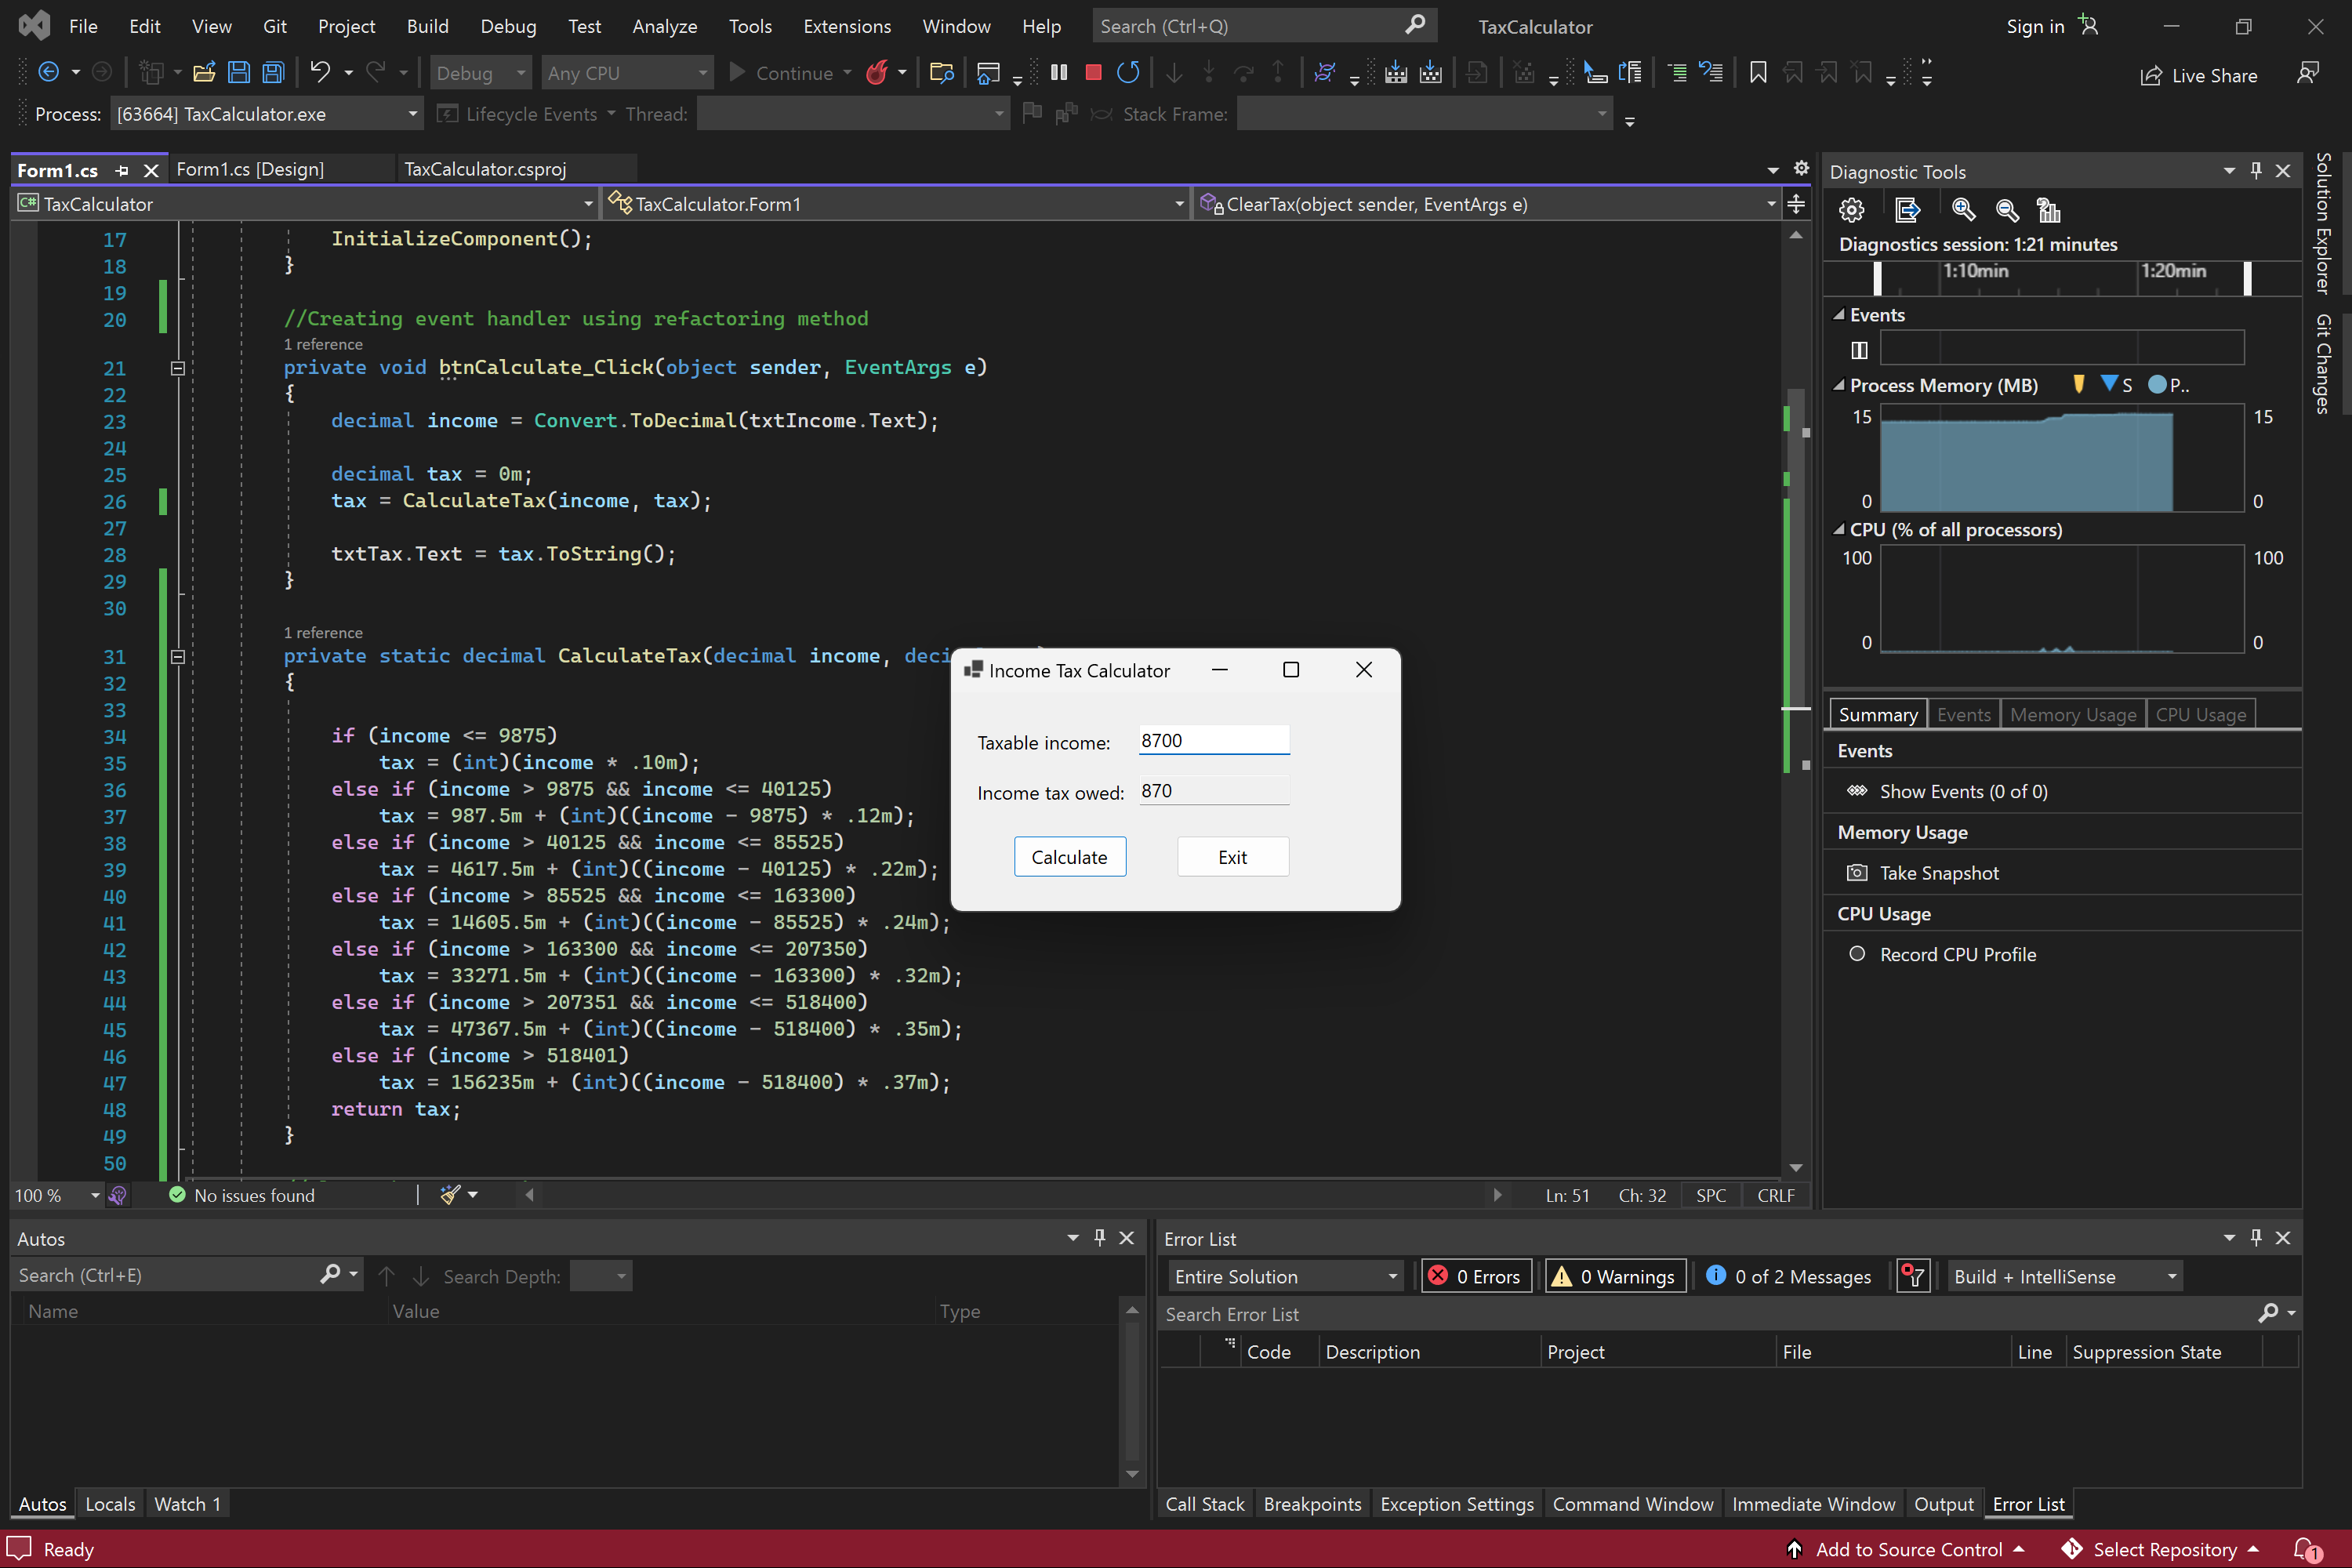 File Edit View Git Project Build Debug Test Analyze Tools Extensions Window Help Search (Ctrl+Q) TaxCalculator Sign in
Debug Any CPU Continue Live Share
Process: [63664] TaxCalculator.exe Lifecycle Events Thread: Stack Frame:
Form1.cs Form1.cs [Design] TaxCalculator.csproj
C# TaxCalculator TaxCalculator.Form1 ClearTax(object sender, EventArgs e)
17 InitializeComponent();
18 }
19
20 //Creating event handler using refactoring method
1 reference
21 private void btnCalculate_Click(object sender, EventArgs e)
22 {
23 decimal income = Convert.ToDecimal(txtIncome.Text);
24
25 decimal tax = 0m;
26 tax = CalculateTax(income, tax);
27
28 txtTax.Text = tax.ToString();
29 }
30
1 reference
31 private static decimal CalculateTax(decimal income, deci
32 {
33
34 if (income <= 9875)
35 tax = (int)(income * .10m);
36 else if (income > 9875 && income <= 40125)
37 tax = 987.5m + (int)((income - 9875) * .12m);
38 else if (income > 40125 && income <= 85525)
39 tax = 4617.5m + (int)((income - 40125) * .22m);
40 else if (income > 85525 && income <= 163300)
41 tax = 14605.5m + (int)((income - 85525) * .24m);
42 else if (income > 163300 && income <= 207350)
43 tax = 33271.5m + (int)((income - 163300) * .32m);
44 else if (income > 207351 && income <= 518400)
45 tax = 47367.5m + (int)((income - 518400) * .35m);
46 else if (income > 518401)
47 tax = 156235m + (int)((income - 518400) * .37m);
48 return tax;
49 }
50
100 % No issues found Ln: 51 Ch: 32 SPC CRLF
Income Tax Calculator
Taxable income: 8700
Income tax owed: 870
Calculate Exit
Diagnostic Tools
Diagnostics session: 1:21 minutes
1:10min 1:20min
Events
Process Memory (MB) S P..
15 15
0 0
CPU (% of all processors)
100 100
0 0
Summary Events Memory Usage CPU Usage
Events
Show Events (0 of 0)
Memory Usage
Take Snapshot
CPU Usage
Record CPU Profile
Solution Explorer
Git Changes
Autos
Search (Ctrl+E) Search Depth:
Name Value Type
Autos Locals Watch 1
Error List
Entire Solution 0 Errors 0 Warnings 0 of 2 Messages Build + IntelliSense
Search Error List
Code Description Project File Line Suppression State
Call Stack Breakpoints Exception Settings Command Window Immediate Window Output Error List
Ready Add to Source Control Select Repository 1